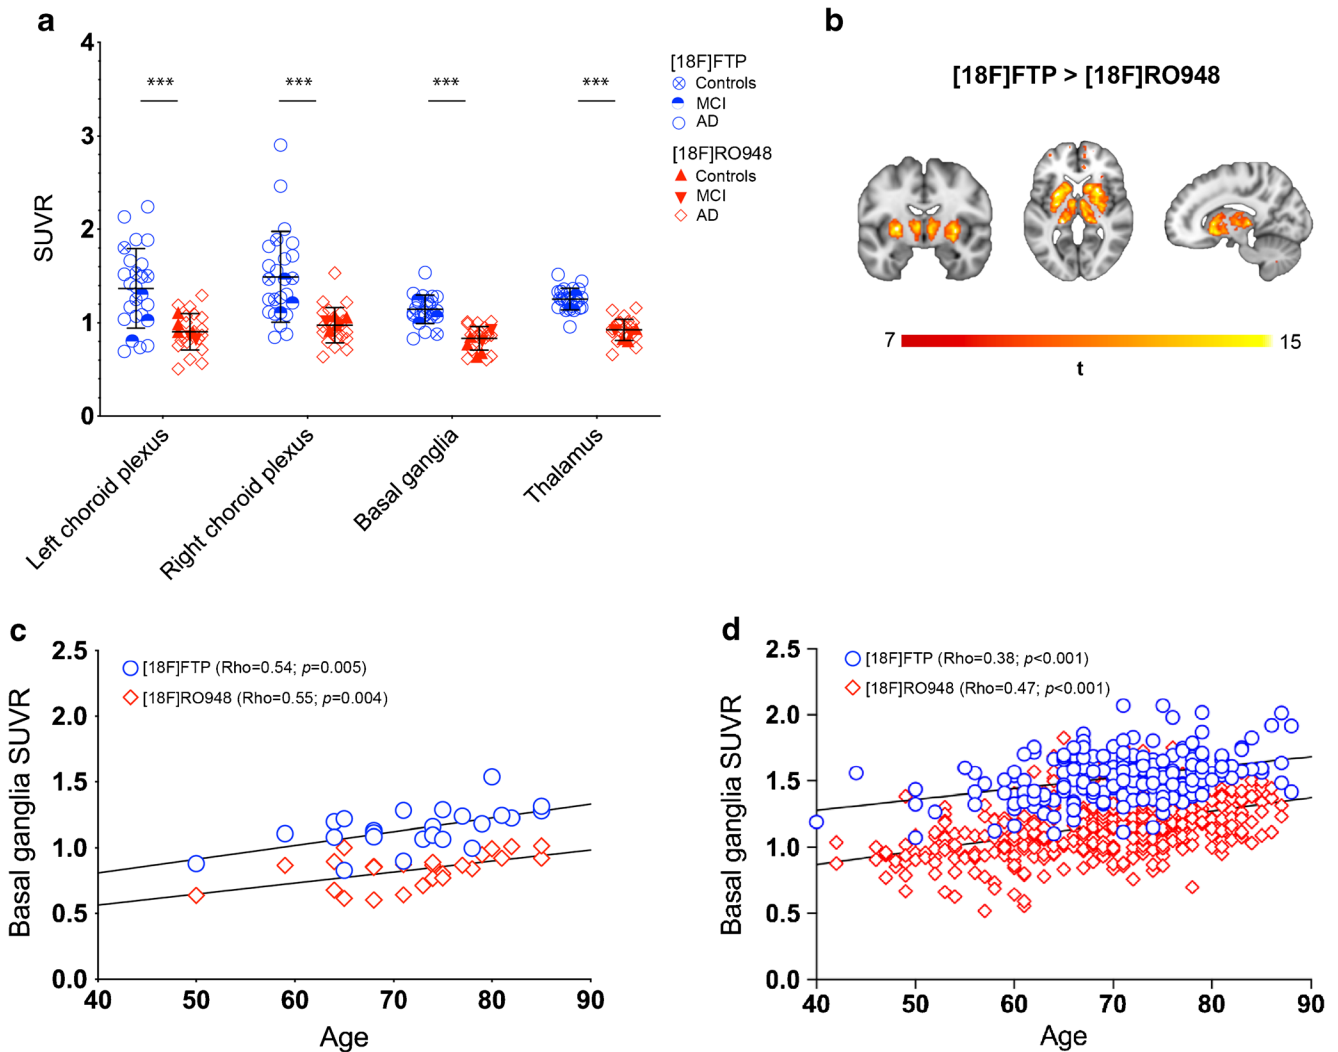 a
SUVR
4
3
2
1
0
***
***
***
***
Left choroid plexus
Right choroid plexus
Basal ganglia
Thalamus
[18F]FTP
Controls
MCI
AD
[18F]RO948
Controls
MCI
AD
b
[18F]FTP > [18F]RO948
7
15
t
c
Basal ganglia SUVR
2.5
2.0
1.5
1.0
0.5
0.0
[18F]FTP (Rho=0.54; p=0.005)
[18F]RO948 (Rho=0.55; p=0.004)
40 50 60 70 80 90
Age
d
Basal ganglia SUVR
2.5
2.0
1.5
1.0
0.5
0.0
[18F]FTP (Rho=0.38; p<0.001)
[18F]RO948 (Rho=0.47; p<0.001)
40 50 60 70 80 90
Age